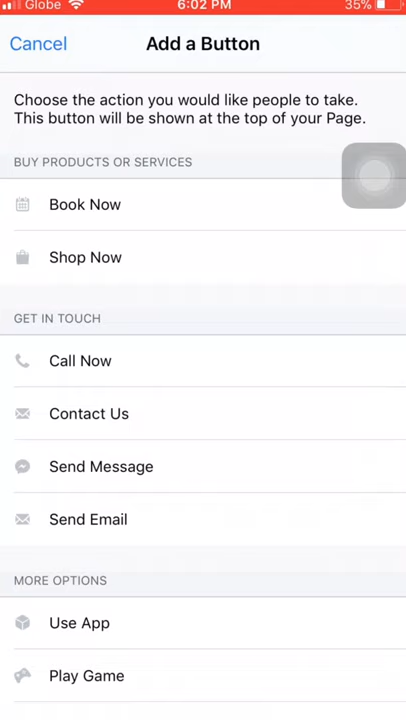 Globe 6:02 PM 35%
Cancel Add a Button
Choose the action you would like people to take.
This button will be shown at the top of your Page.
BUY PRODUCTS OR SERVICES
Book Now
Shop Now
GET IN TOUCH
Call Now
Contact Us
Send Message
Send Email
MORE OPTIONS
Use App
Play Game